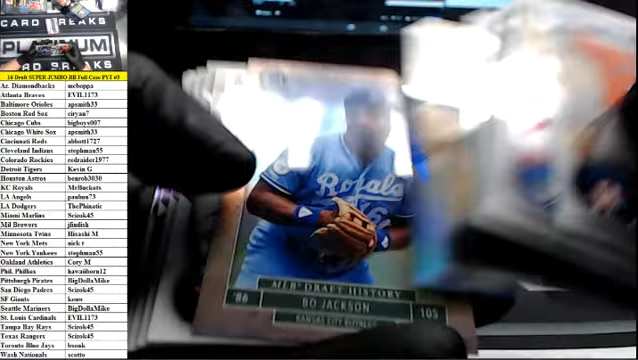 CARD BREAKS
PLATINUM
CARD BREAKS
16 Draft SUPER JUMBO BB Full Case PYT #3
Az. Diamondbacks mcboppa
Atlanta Braves EVIL1173
Baltimore Orioles apsmith33
Boston Red Sox ciryan7
Chicago Cubs bigboys007
Chicago White Sox apsmith33
Cincinnati Reds abbott1727
Cleveland Indians stephman55
Colorado Rockies redraider1977
Detroit Tigers Kevin G
Houston Astros benrob3030
KC Royals MrBuckets
LA Angels paulnn73
LA Dodgers ThePhinatic
Miami Marlins Scizok45
Mil Brewers jfindish
Minnesota Twins Hisashi M
New York Mets nick t
New York Yankees stephman55
Oakland Athletics Cory M
Phil. Phillies hawaiiborn12
Pittsburgh Pirates BigDollaMike
San Diego Padres Scizok45
SF Giants
Seattle Mariners BigDollaMike
St. Louis Cardinals EVIL1173
Tampa Bay Rays Scizok45
Texas Rangers Scizok45
Toronto Blue Jays
Wash Nationals scotto
Royals
16
MLB DRAFT HISTORY
'86 BO JACKSON 105
KANSAS CITY ROYALS